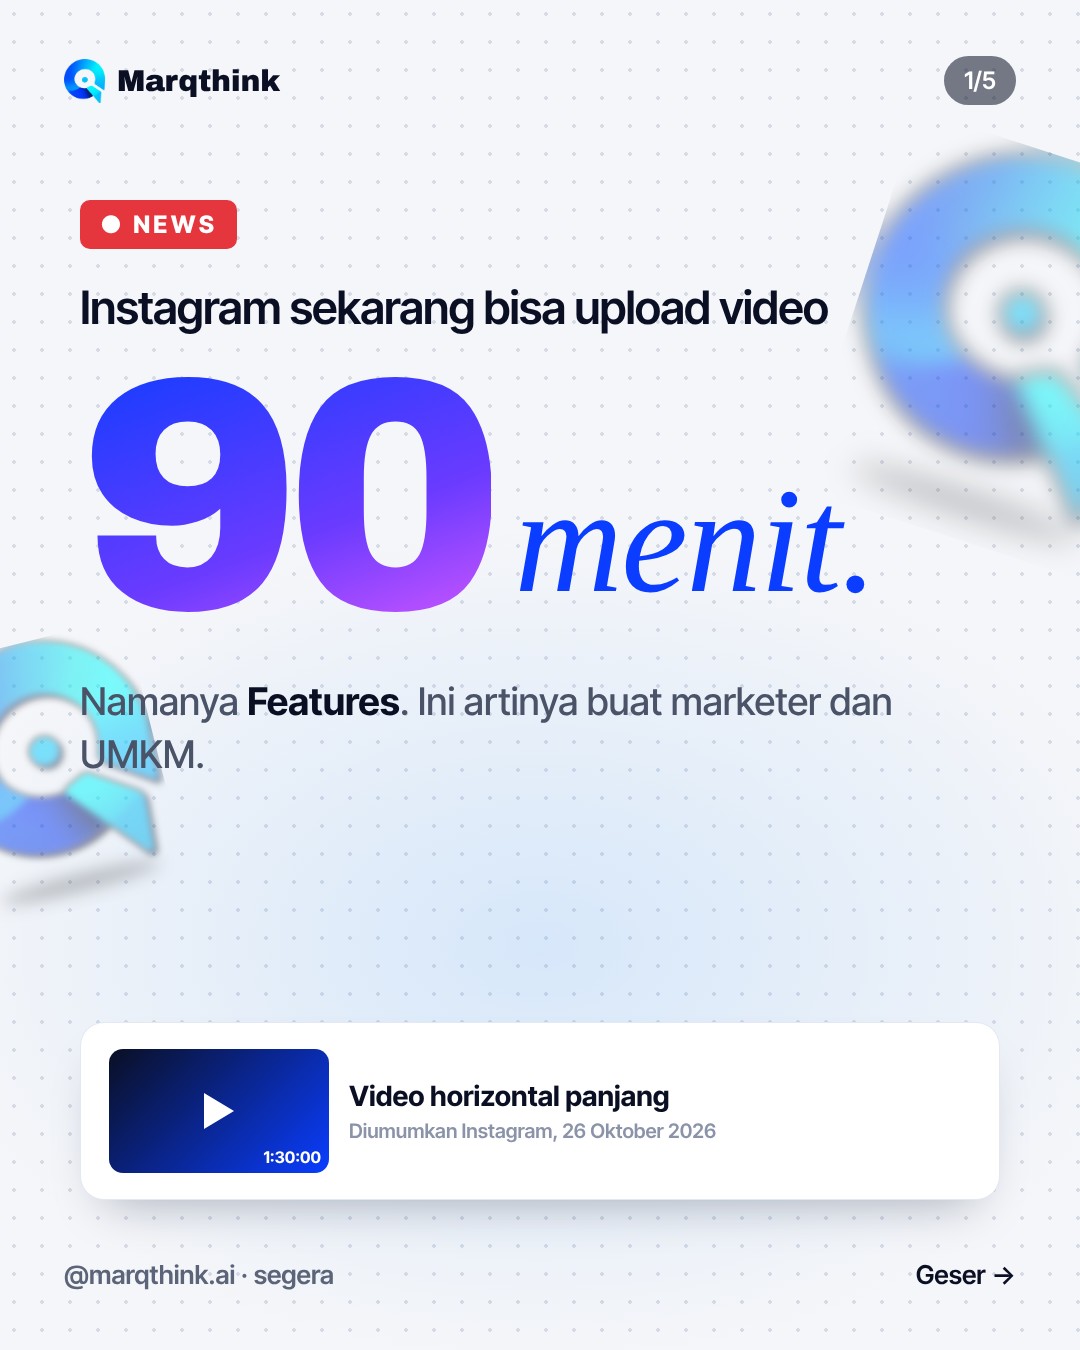 Marqthink
1/5
NEWS
Instagram sekarang bisa upload video
90 menit.
Namanya Features. Ini artinya buat marketer dan
UMKM.
1:30:00
Video horizontal panjang
Diumumkan Instagram, 26 Oktober 2026
@marqthink.ai · segera
Geser →